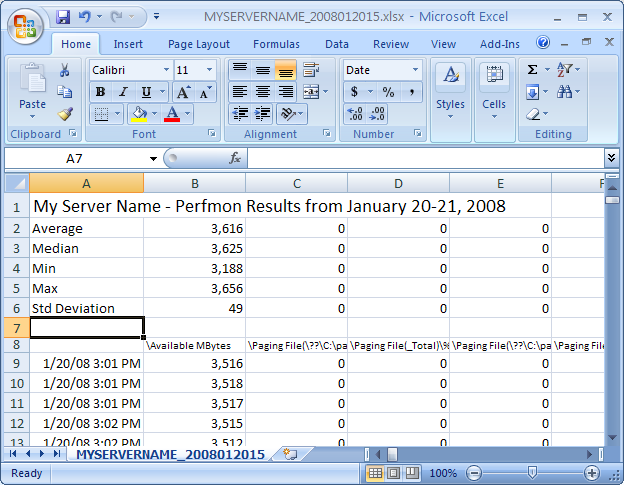 MYSERVERNAME_2008012015.xlsx - Microsoft Excel
Home Insert Page Layout Formulas Data Review View Add-Ins
Paste Calibri 11 Date Styles Cells
B I U A A $ % ,
A Σ A Z
.0 .00 .00 .0
Clipboard Font Alignment Number Editing
A7 fx
A B C D E F
1 My Server Name - Perfmon Results from January 20-21, 2008
2 Average 3,616 0 0 0
3 Median 3,625 0 0 0
4 Min 3,188 0 0 0
5 Max 3,656 0 0 0
6 Std Deviation 49 0 0 0
7
8 \Available MBytes \Paging File(\??\C:\pa \Paging File(_Total)\% \Paging File(\??\C:\pa \Paging File
9 1/20/08 3:01 PM 3,516 0 0 0
10 1/20/08 3:01 PM 3,518 0 0 0
11 1/20/08 3:01 PM 3,517 0 0 0
12 1/20/08 3:02 PM 3,515 0 0 0
13 1/20/08 3:02 PM 3,512 0 0 0
MYSERVERNAME_2008012015
Ready 100%